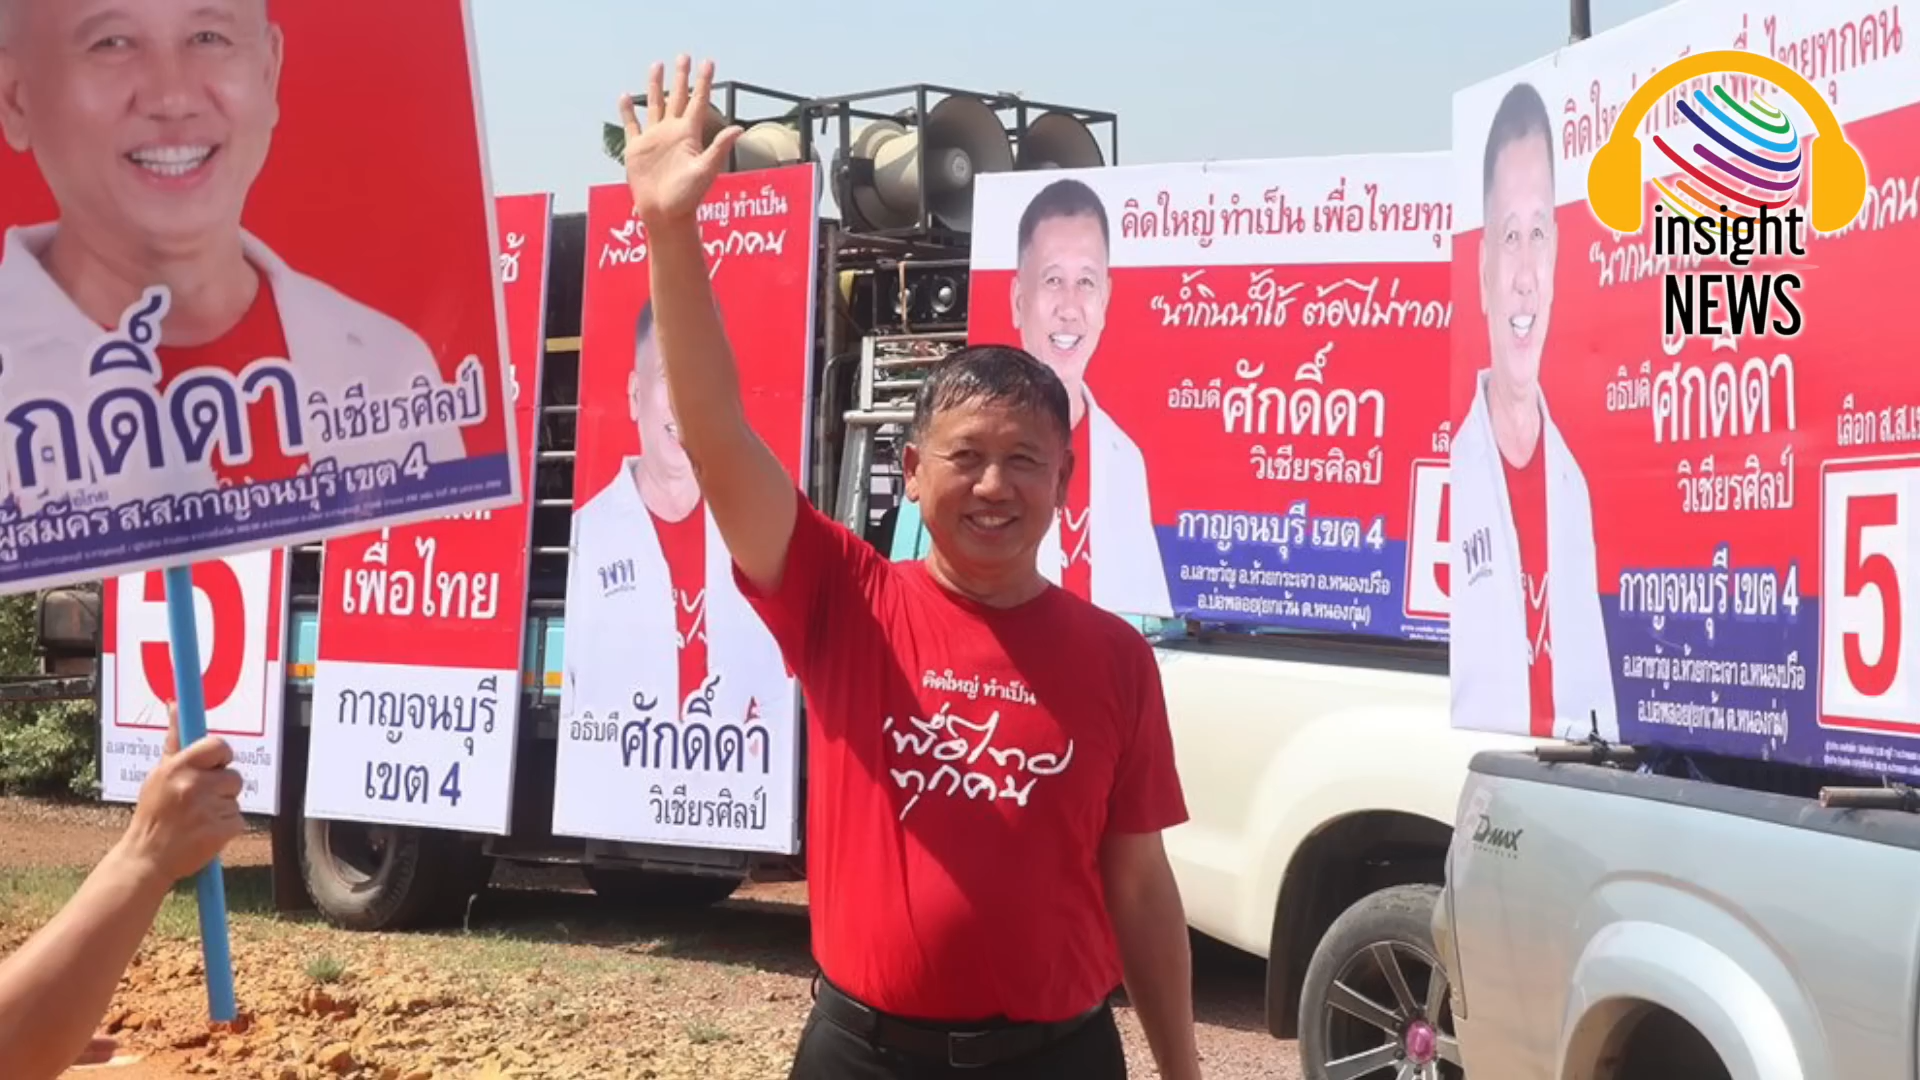 ศักดิ์ดา วิเชียรศิลป์
ผู้สมัคร ส.ส.กาญจนบุรี เขต 4
5
เพื่อไทย
กาญจนบุรี
เขต 4
ทำเป็น
ทุกคน
พท
อธิบดี ศักดิ์ดา
วิเชียรศิลป์
คิดใหญ่ ทำเป็น
เพื่อไทย
ทุกคน
คิดใหญ่ ทำเป็น เพื่อไทยทุก
“น้ำกินน้ำใช้ ต้องไม่ขาด
อธิบดี ศักดิ์ดา
วิเชียรศิลป์
กาญจนบุรี เขต 4
อ.เลาขวัญ อ.ห้วยกระเจา อ.หนองปรือ
อ.บ่อพลอย(ยกเว้น ต.หนองกุ่ม)
5
ไทยทุกคน
พท
อธิบดี ศักดิ์ดา
วิเชียรศิลป์
เลือก ส.ส.เ
กาญจนบุรี เขต 4
5
อ.เลาขวัญ อ.ห้วยกระเจา อ.หนองปรือ
อ.บ่อพลอย(ยกเว้น ต.หนองกุ่ม)
D-MAX
insight
NEWS